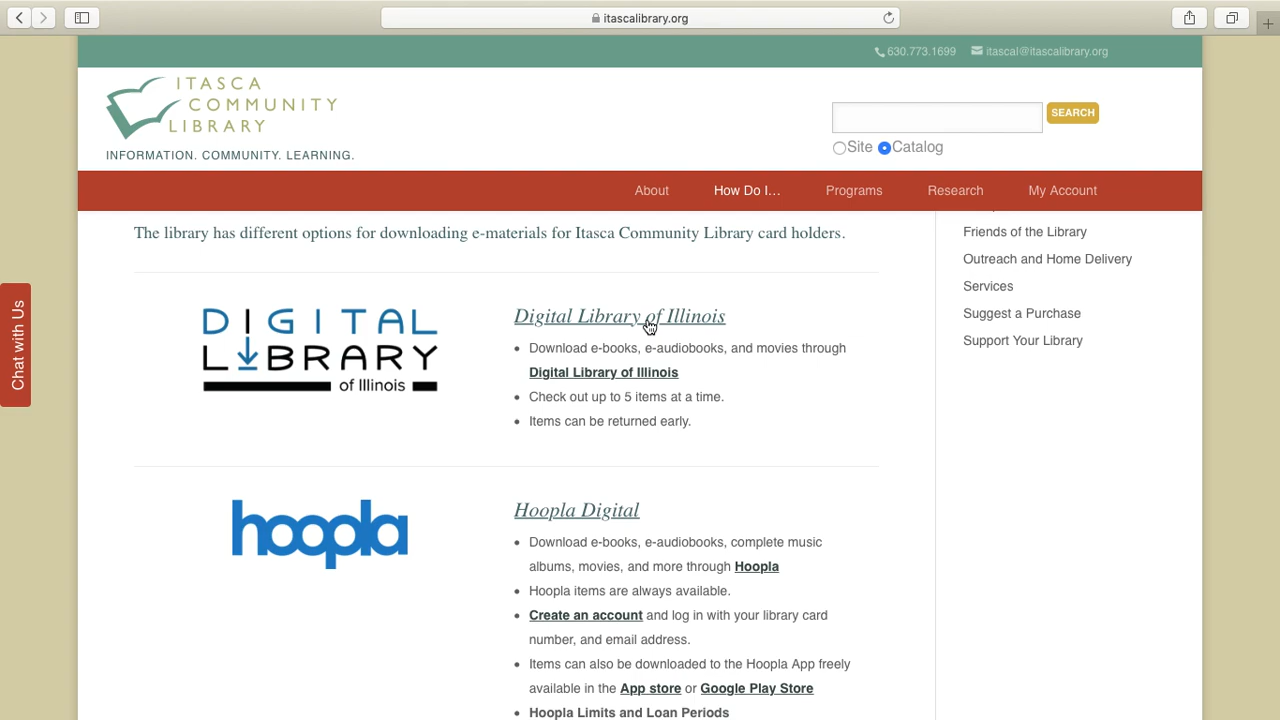 itascalibrary.org
630.773.1699 itascal@itascalibrary.org
ITASCA
COMMUNITY
LIBRARY
INFORMATION. COMMUNITY. LEARNING.
SEARCH
Site Catalog
About How Do I... Programs Research My Account
The library has different options for downloading e-materials for Itasca Community Library card holders.
Friends of the Library
Outreach and Home Delivery
Services
Suggest a Purchase
Support Your Library
Chat with Us
DIGITAL
LIBRARY
of Illinois
Digital Library of Illinois
• Download e-books, e-audiobooks, and movies through
Digital Library of Illinois
• Check out up to 5 items at a time.
• Items can be returned early.
hoopla
Hoopla Digital
• Download e-books, e-audiobooks, complete music
albums, movies, and more through Hoopla
• Hoopla items are always available.
• Create an account and log in with your library card
number, and email address.
• Items can also be downloaded to the Hoopla App freely
available in the App store or Google Play Store
• Hoopla Limits and Loan Periods